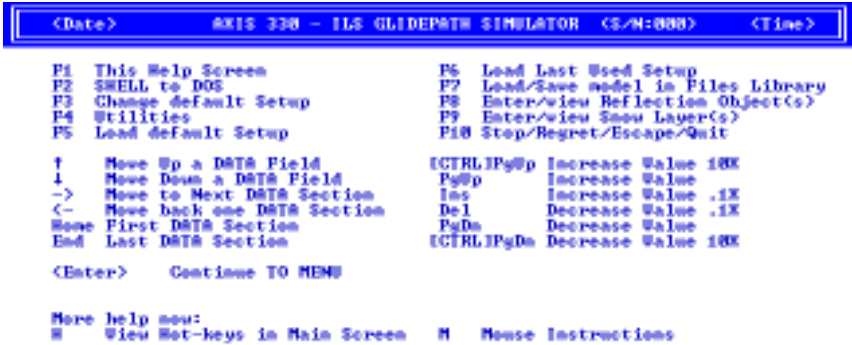 <Date> AXIS 330 - ILS GLIDEPATH SIMULATOR (S/N:000) <Time>
F1 This Help Screen F6 Load Last Used Setup
F2 SHELL to DOS F7 Load/Save model in Files Library
F3 Change default Setup F8 Enter/view Reflection Object(s)
F4 Utilities F9 Enter/view Snow Layer(s)
F5 Load default Setup F10 Stop/Regret/Escape/Quit
↑ Move Up a DATA Field [CTRL]PgUp Increase Value 10%
↓ Move Down a DATA Field PgUp Increase Value
-> Move to Next DATA Section Ins Increase Value .1%
<- Move back one DATA Section Del Decrease Value .1%
Home First DATA Section PgDn Decrease Value
End Last DATA Section [CTRL]PgDn Decrease Value 10%
<Enter> Continue TO MENU
More help now:
H View Hot-keys in Main Screen M Mouse Instructions